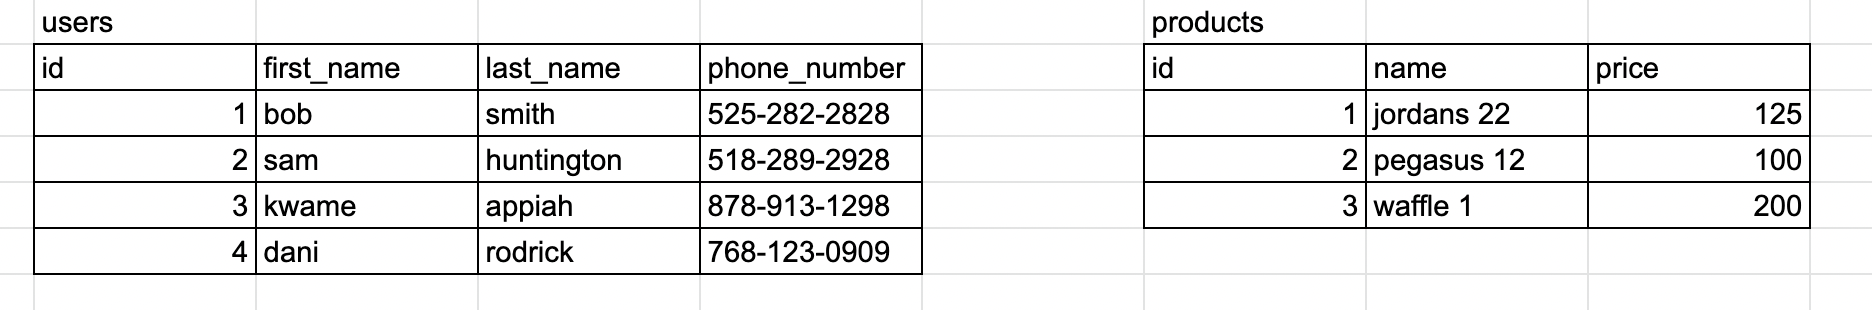 users products
id first_name last_name phone_number id name price
1 bob smith 525-282-2828 1 jordans 22 125
2 sam huntington 518-289-2928 2 pegasus 12 100
3 kwame appiah 878-913-1298 3 waffle 1 200
4 dani rodrick 768-123-0909